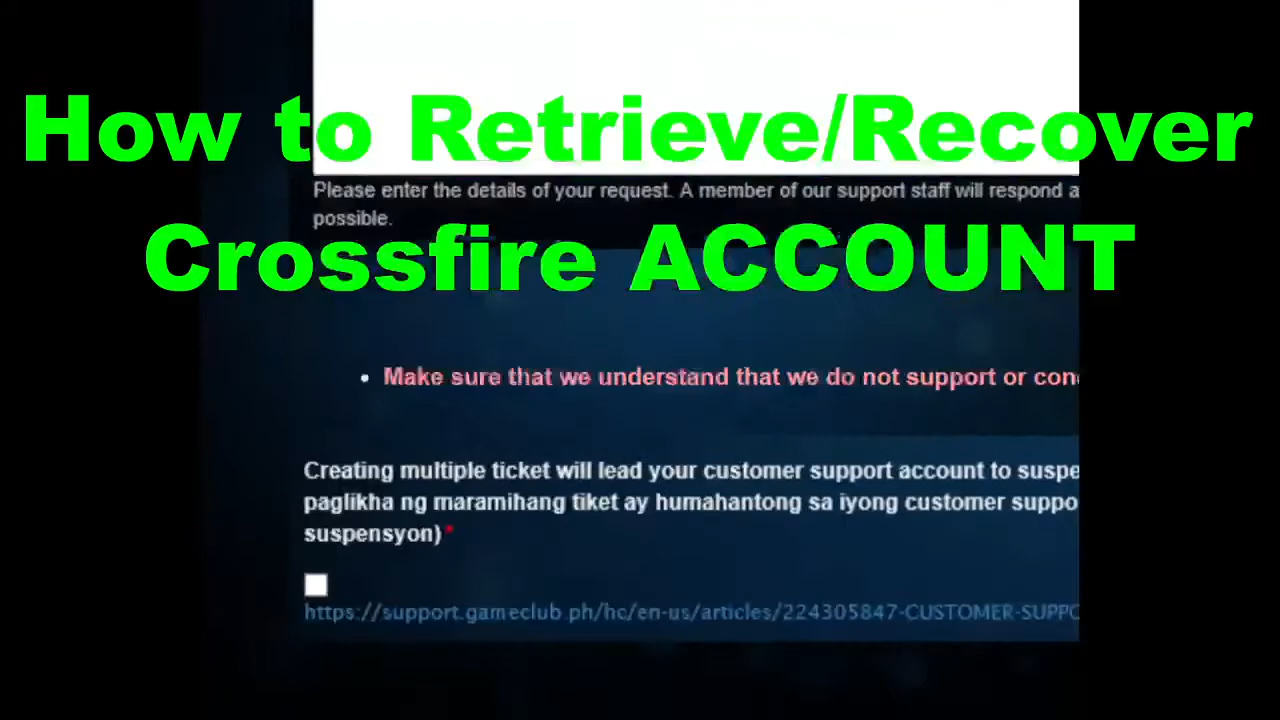 How to Retrieve/Recover
Please enter the details of your request. A member of our support staff will respond a
possible.
Crossfire ACCOUNT
Make sure that we understand that we do not support or con
Creating multiple ticket will lead your customer support account to suspe
paglikha ng maramihang tiket ay humahantong sa iyong customer suppo
suspensyon)*
https://support.gameclub.ph/hc/en-us/articles/224305847-CUSTOMER-SUPPO